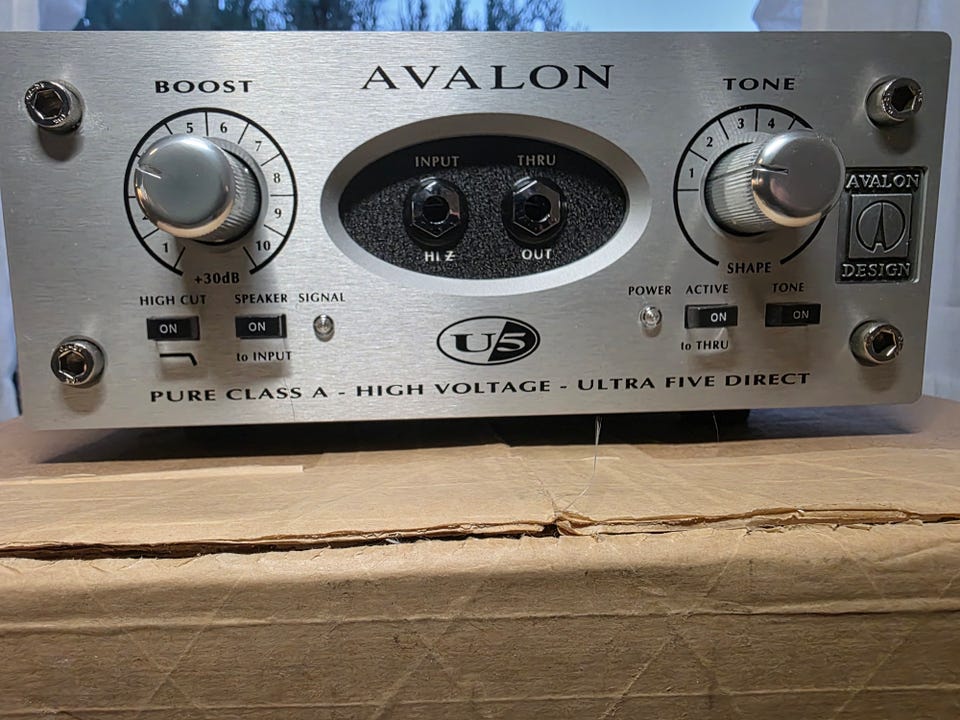 AVALON
BOOST
5 6 7 8 9 10
1
+30dB
TONE
1 2 3 4
SHAPE
INPUT THRU
HI Z OUT
AVALON
DESIGN
HIGH CUT SPEAKER SIGNAL
ON ON
to INPUT
POWER ACTIVE TONE
ON ON
to THRU
U5
PURE CLASS A - HIGH VOLTAGE - ULTRA FIVE DIRECT